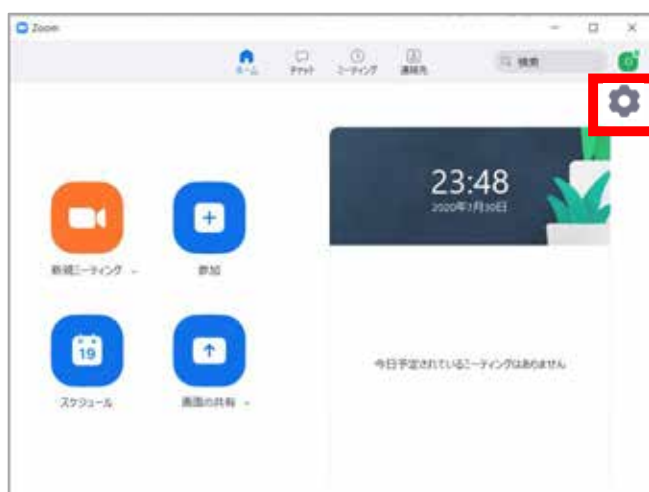 Zoom
ホーム
チャット
ミーティング
連絡先
検索
23:48
2020年7月30日
新規ミーティング
参加
19
スケジュール
画面の共有
今日予定されているミーティングはありません